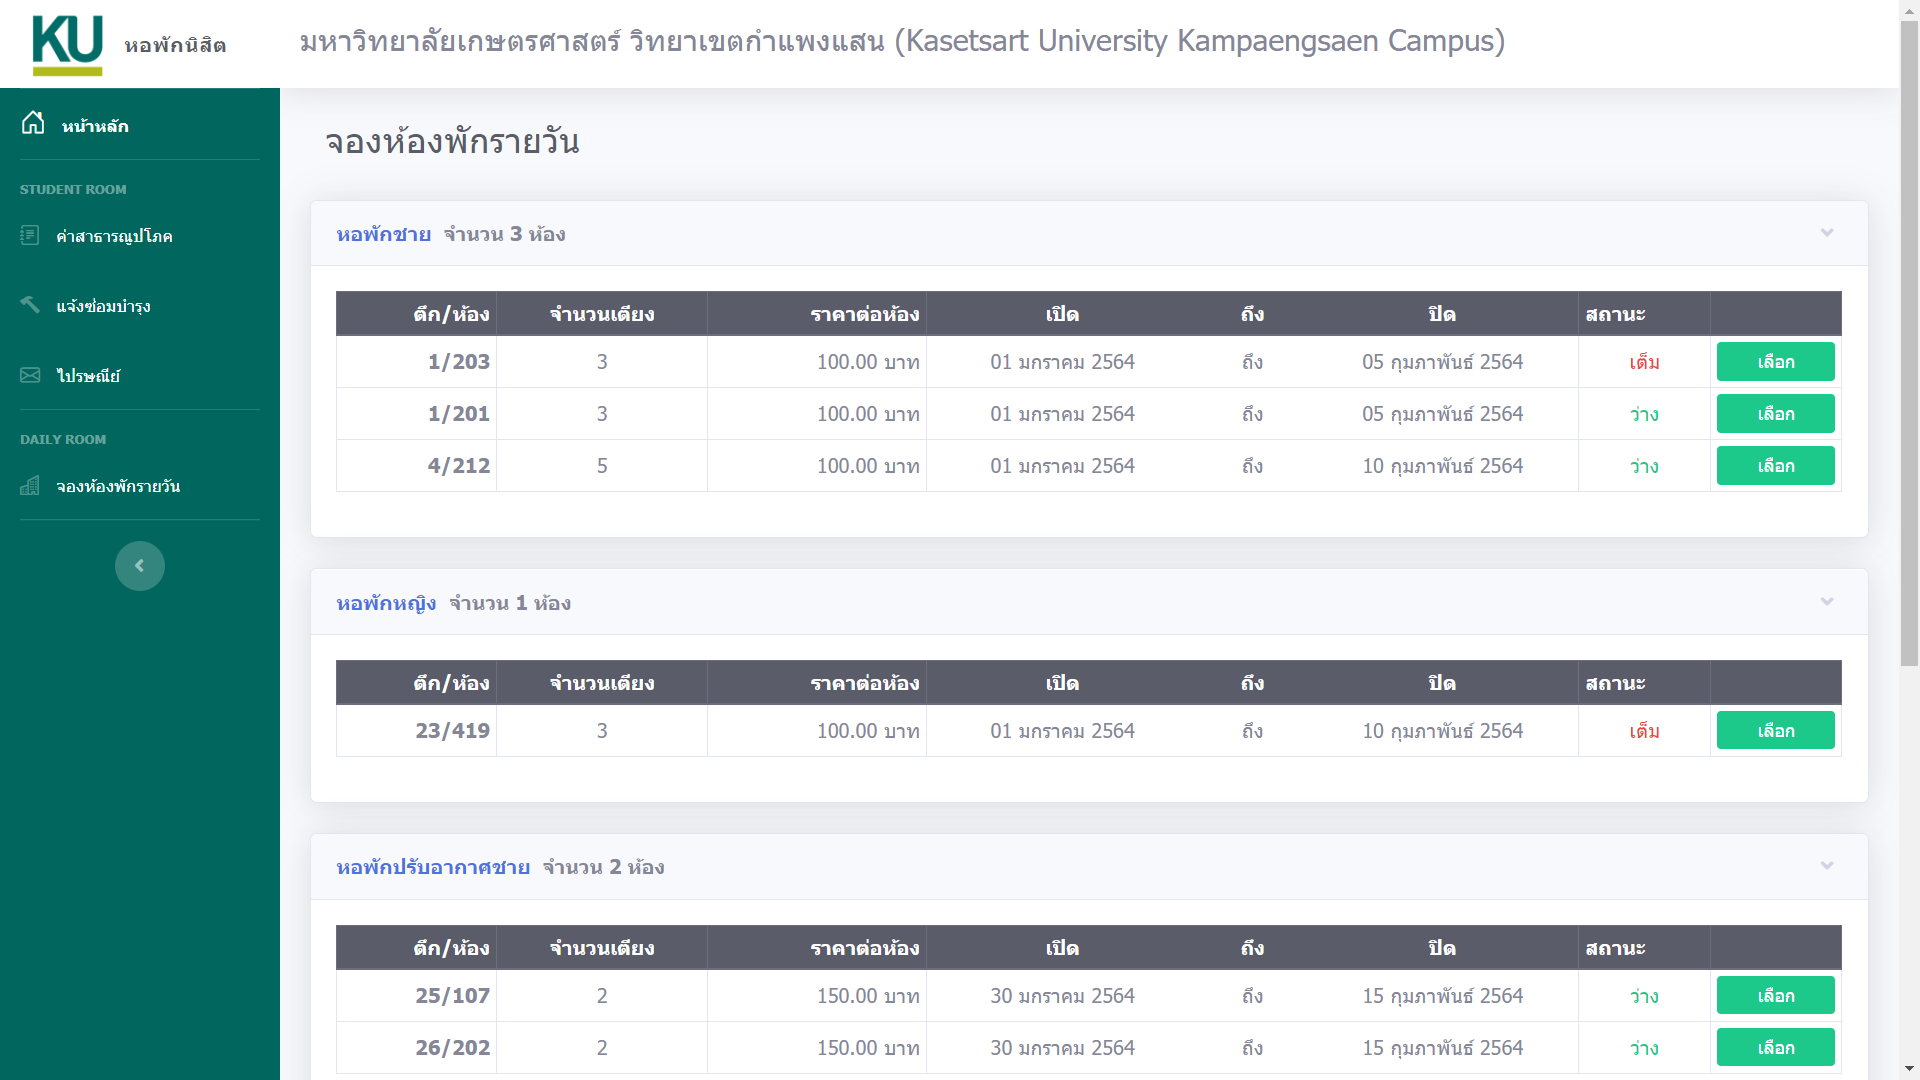 KU หอพักนิสิต
มหาวิทยาลัยเกษตรศาสตร์ วิทยาเขตกำแพงแสน (Kasetsart University Kampaengsaen Campus)
หน้าหลัก
STUDENT ROOM
ค่าสาธารณูปโภค
แจ้งซ่อมบำรุง
ไปรษณีย์
DAILY ROOM
จองห้องพักรายวัน
จองห้องพักรายวัน
หอพักชาย จำนวน 3 ห้อง
ตึก/ห้อง จำนวนเตียง ราคาต่อห้อง เปิด ถึง ปิด สถานะ
1/203 3 100.00 บาท 01 มกราคม 2564 ถึง 05 กุมภาพันธ์ 2564 เต็ม เลือก
1/201 3 100.00 บาท 01 มกราคม 2564 ถึง 05 กุมภาพันธ์ 2564 ว่าง เลือก
4/212 5 100.00 บาท 01 มกราคม 2564 ถึง 10 กุมภาพันธ์ 2564 ว่าง เลือก
หอพักหญิง จำนวน 1 ห้อง
ตึก/ห้อง จำนวนเตียง ราคาต่อห้อง เปิด ถึง ปิด สถานะ
23/419 3 100.00 บาท 01 มกราคม 2564 ถึง 10 กุมภาพันธ์ 2564 เต็ม เลือก
หอพักปรับอากาศชาย จำนวน 2 ห้อง
ตึก/ห้อง จำนวนเตียง ราคาต่อห้อง เปิด ถึง ปิด สถานะ
25/107 2 150.00 บาท 30 มกราคม 2564 ถึง 15 กุมภาพันธ์ 2564 ว่าง เลือก
26/202 2 150.00 บาท 30 มกราคม 2564 ถึง 15 กุมภาพันธ์ 2564 ว่าง เลือก